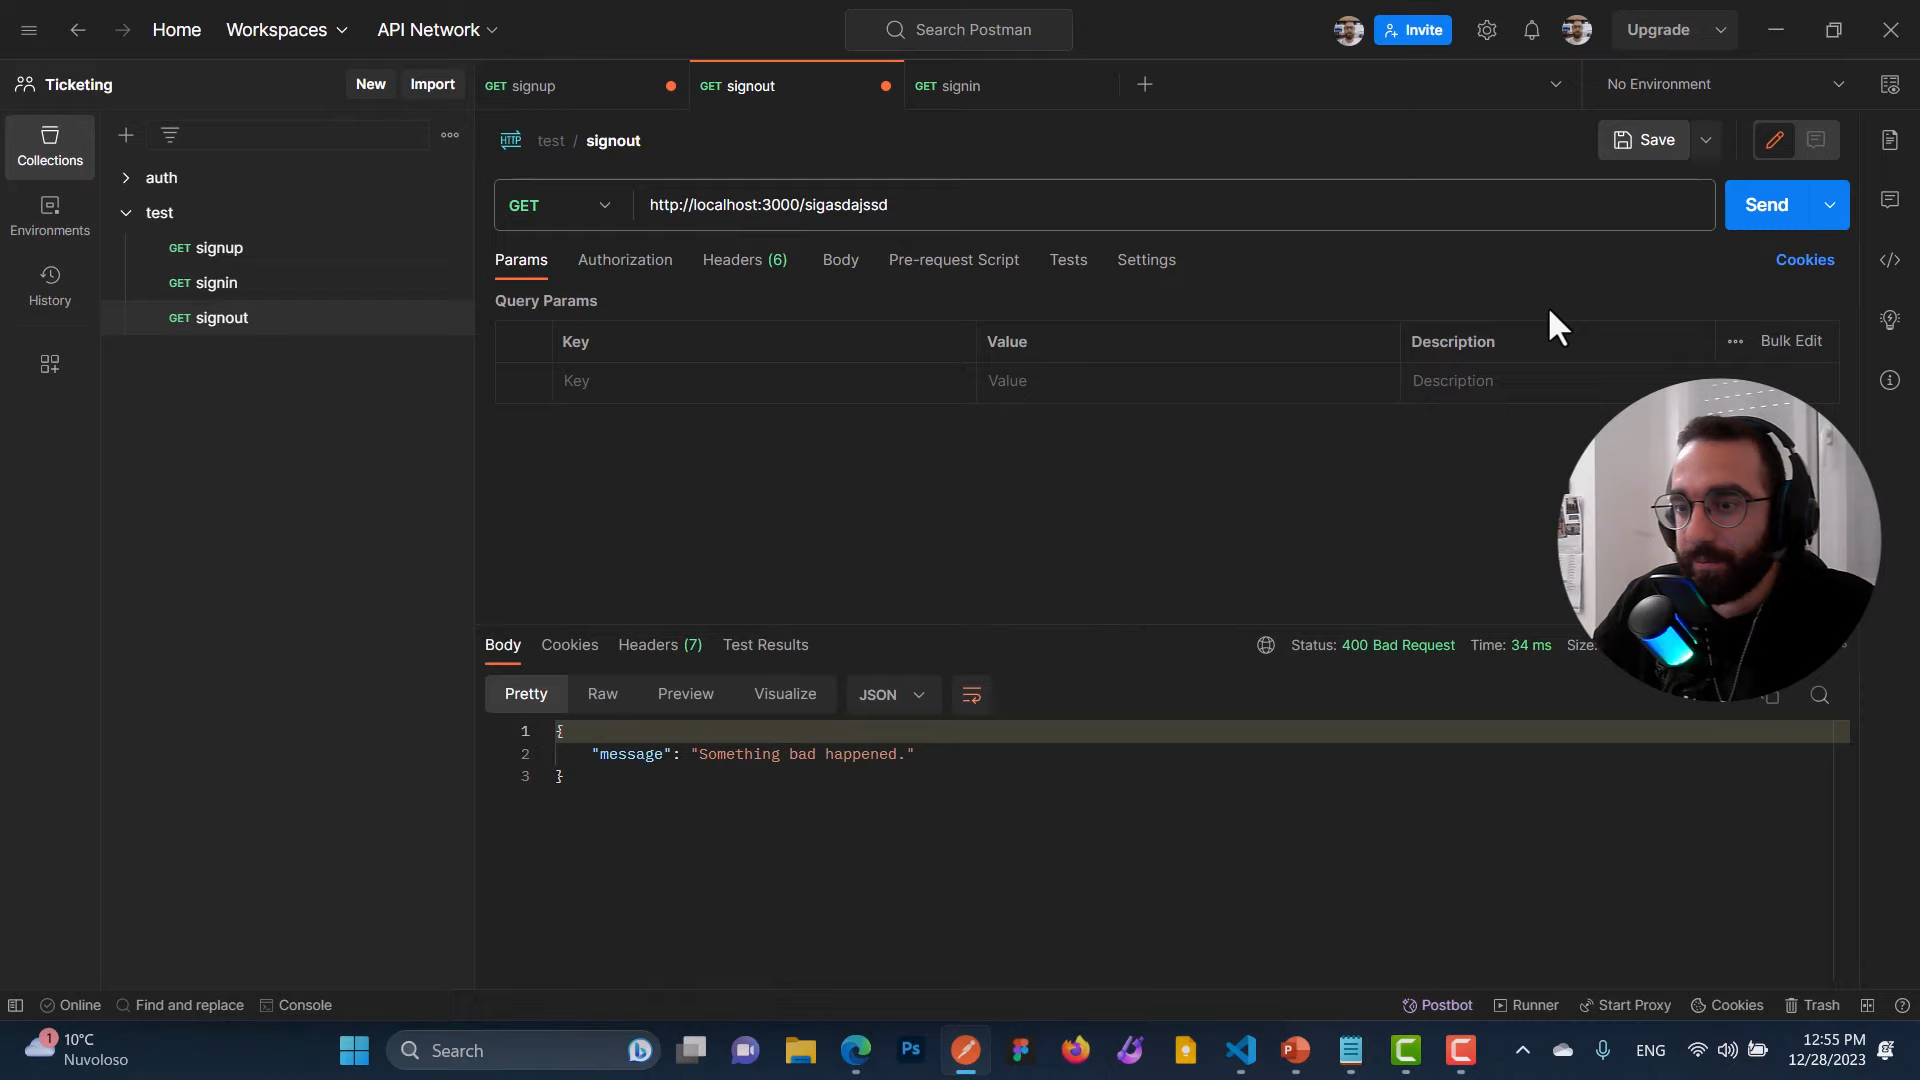 Home Workspaces API Network Search Postman Invite Upgrade
Ticketing New Import GET signup GET signout GET signin No Environment
Collections
Environments
History
auth
test
GET signup
GET signin
GET signout
HTTP test / signout Save
GET http://localhost:3000/sigasdajssd Send
Params Authorization Headers (6) Body Pre-request Script Tests Settings Cookies
Query Params
Key Value Description Bulk Edit
Key Value Description
Body Cookies Headers (7) Test Results Status: 400 Bad Request Time: 34 ms Size:
Pretty Raw Preview Visualize JSON
1 {
2 "message": "Something bad happened."
3 }
Online Find and replace Console Postbot Runner Start Proxy Cookies Trash
1 10°C
Nuvoloso
Search
Ps
ENG
12:55 PM
12/28/2023